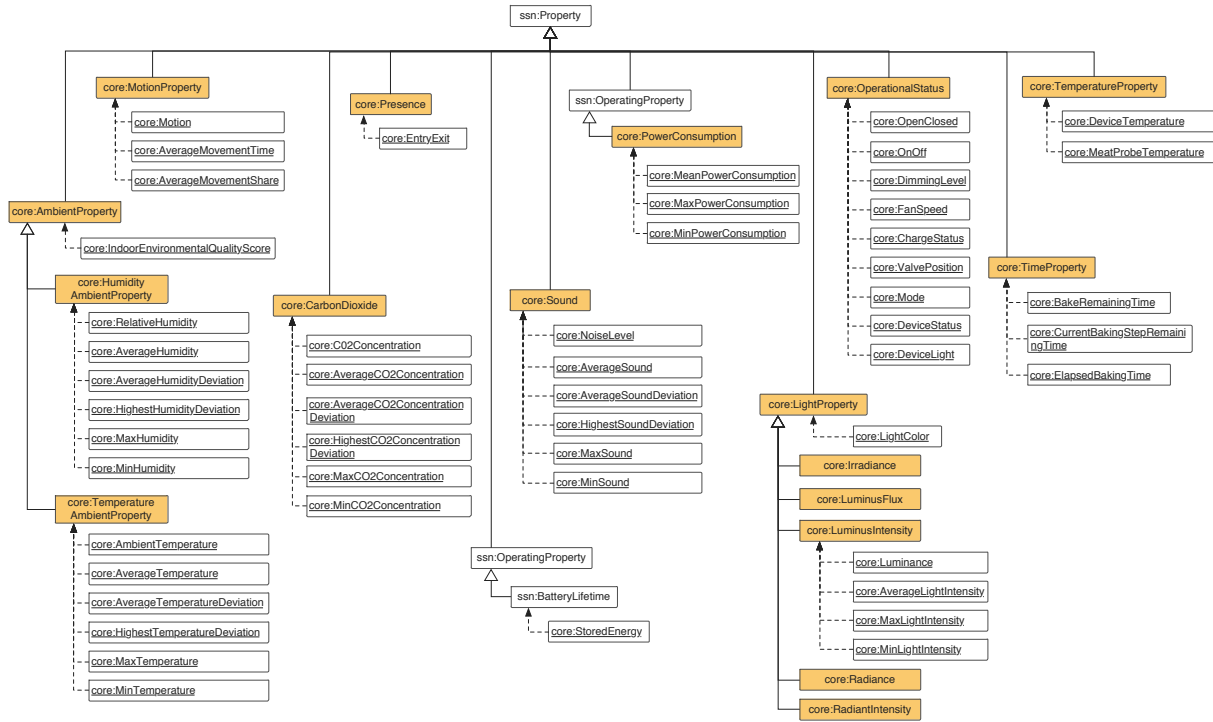 ssn:Property
core:MotionProperty
core:Motion
core:AverageMovementTime
core:AverageMovementShare
core:AmbientProperty
core:IndoorEnvironmentalQualityScore
core:Humidity
AmbientProperty
core:RelativeHumidity
core:AverageHumidity
core:AverageHumidityDeviation
core:HighestHumidityDeviation
core:MaxHumidity
core:MinHumidity
core:Temperature
AmbientProperty
core:AmbientTemperature
core:AverageTemperature
core:AverageTemperatureDeviation
core:HighestTemperatureDeviation
core:MaxTemperature
core:MinTemperature
core:CarbonDioxide
core:C02Concentration
core:AverageCO2Concentration
core:AverageCO2Concentration
Deviation
core:HighestCO2Concentration
Deviation
core:MaxCO2Concentration
core:MinCO2Concentration
core:Presence
core:EntryExit
ssn:OperatingProperty
ssn:BatteryLifetime
core:StoredEnergy
core:Sound
core:NoiseLevel
core:AverageSound
core:AverageSoundDeviation
core:HighestSoundDeviation
core:MaxSound
core:MinSound
ssn:OperatingProperty
core:PowerConsumption
core:MeanPowerConsumption
core:MaxPowerConsumption
core:MinPowerConsumption
core:LightProperty
core:LightColor
core:Irradiance
core:LuminusFlux
core:LuminusIntensity
core:Luminance
core:AverageLightIntensity
core:MaxLightIntensity
core:MinLightIntensity
core:Radiance
core:RadiantIntensity
core:OperationalStatus
core:OpenClosed
core:OnOff
core:DimmingLevel
core:FanSpeed
core:ChargeStatus
core:ValvePosition
core:Mode
core:DeviceStatus
core:DeviceLight
core:TimeProperty
core:BakeRemainingTime
core:CurrentBakingStepRemaini
ngTime
core:ElapsedBakingTime
core:TemperatureProperty
core:DeviceTemperature
core:MeatProbeTemperature